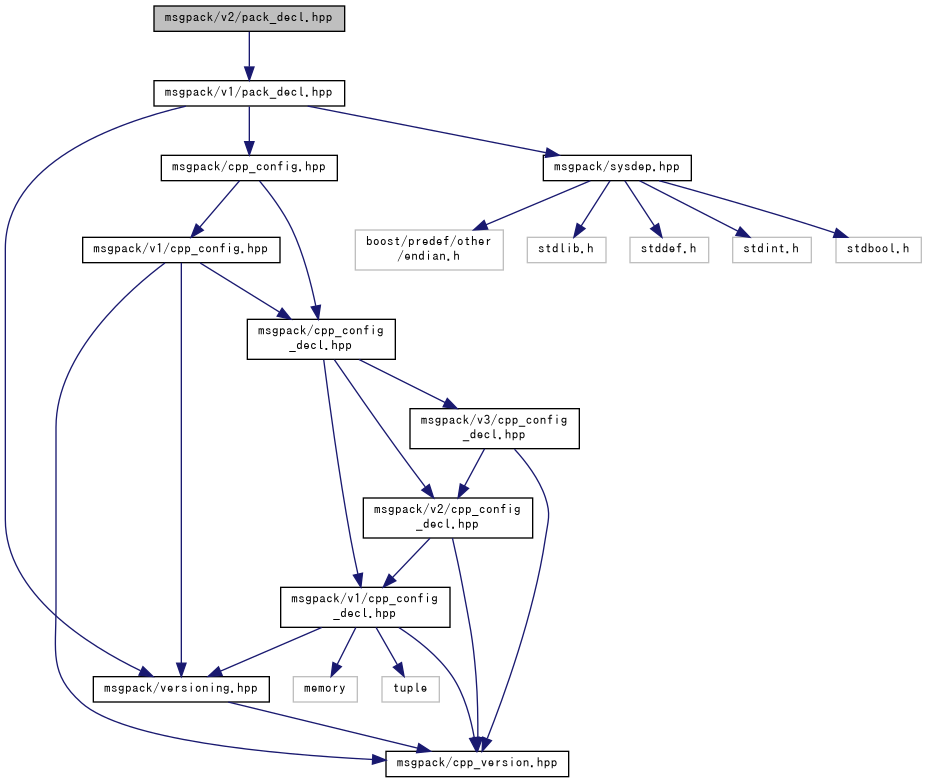 msgpack/v2/pack_decl.hpp
msgpack/v1/pack_decl.hpp
msgpack/cpp_config.hpp
msgpack/sysdep.hpp
msgpack/v1/cpp_config.hpp
boost/predef/other
/endian.h
stdlib.h
stddef.h
stdint.h
stdbool.h
msgpack/cpp_config
_decl.hpp
msgpack/v3/cpp_config
_decl.hpp
msgpack/v2/cpp_config
_decl.hpp
msgpack/v1/cpp_config
_decl.hpp
msgpack/versioning.hpp
memory
tuple
msgpack/cpp_version.hpp